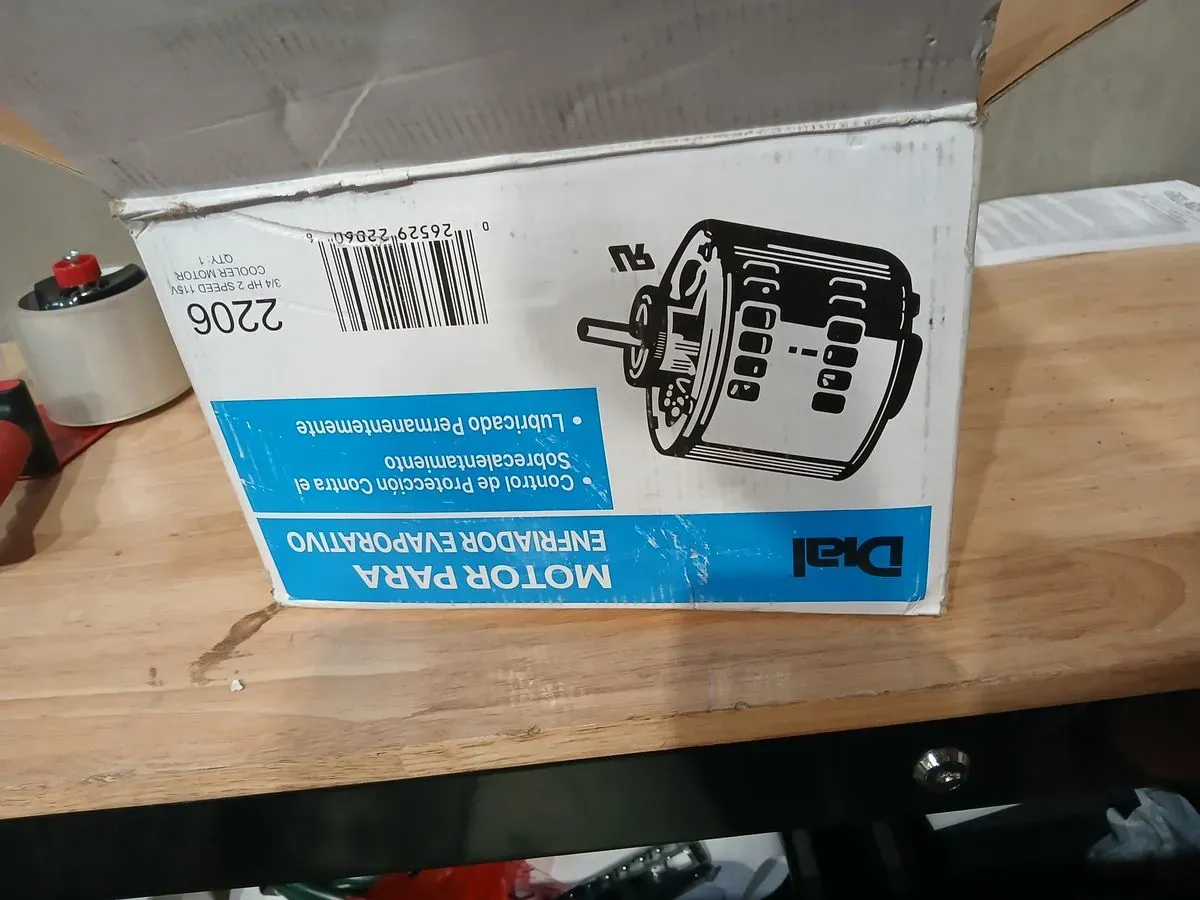 Dial
MOTOR PARA
ENFRIADOR EVAPORATIVO
• Control de Protección Contra el
Sobrecalentamiento
• Lubricado Permanentemente
2206
3/4 HP 2 SPEED 115V
COOLER MOTOR
QTY : 1
0 26529 22060 8